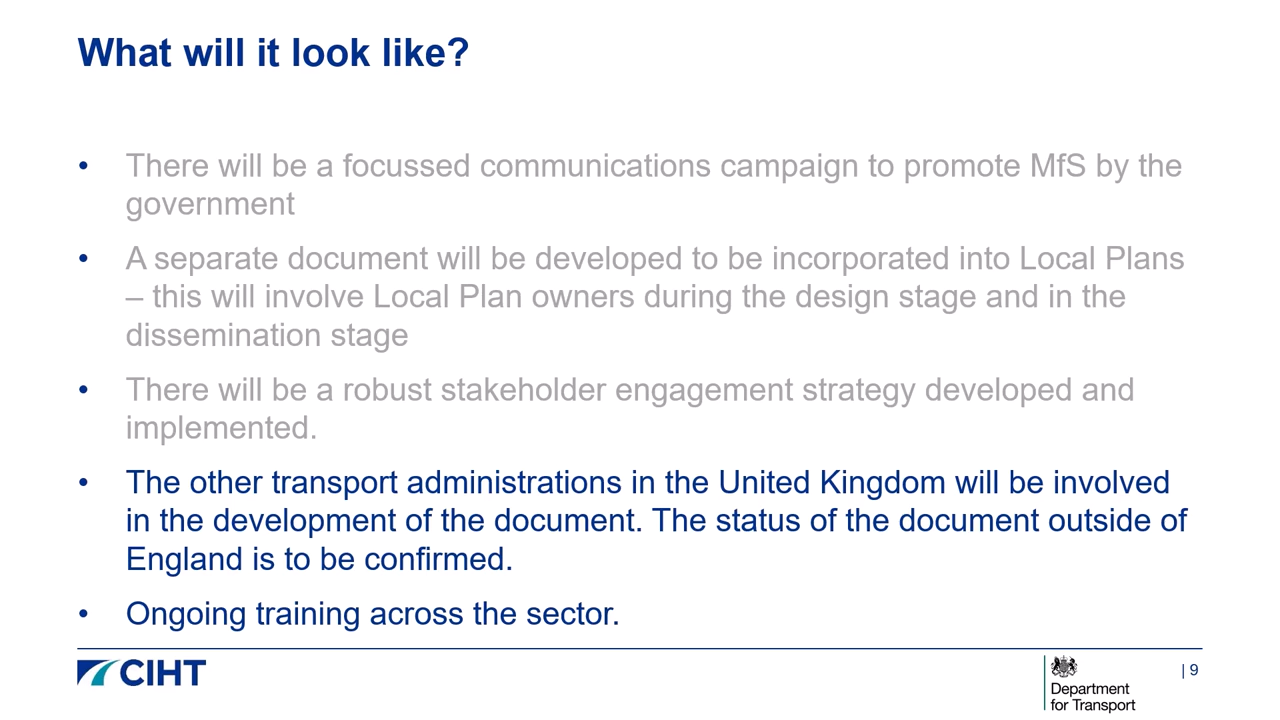 What will it look like?
• There will be a focussed communications campaign to promote MfS by the
government
• A separate document will be developed to be incorporated into Local Plans
– this will involve Local Plan owners during the design stage and in the
dissemination stage
• There will be a robust stakeholder engagement strategy developed and
implemented.
• The other transport administrations in the United Kingdom will be involved
in the development of the document. The status of the document outside of
England is to be confirmed.
• Ongoing training across the sector.
CIHT
Department
for Transport
| 9